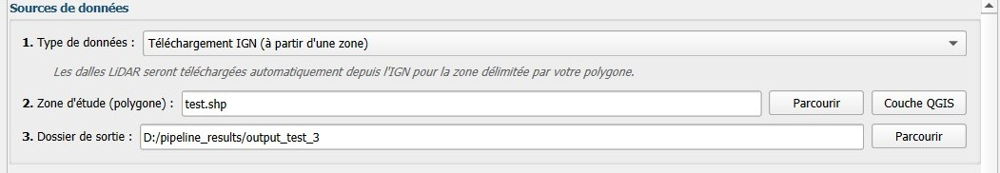 Sources de données
1. Type de données : Téléchargement IGN (à partir d'une zone)
Les dalles LiDAR seront téléchargées automatiquement depuis l'IGN pour la zone délimitée par votre polygone.
2. Zone d'étude (polygone) : test.shp Parcourir Couche QGIS
3. Dossier de sortie : D:/pipeline_results/output_test_3 Parcourir